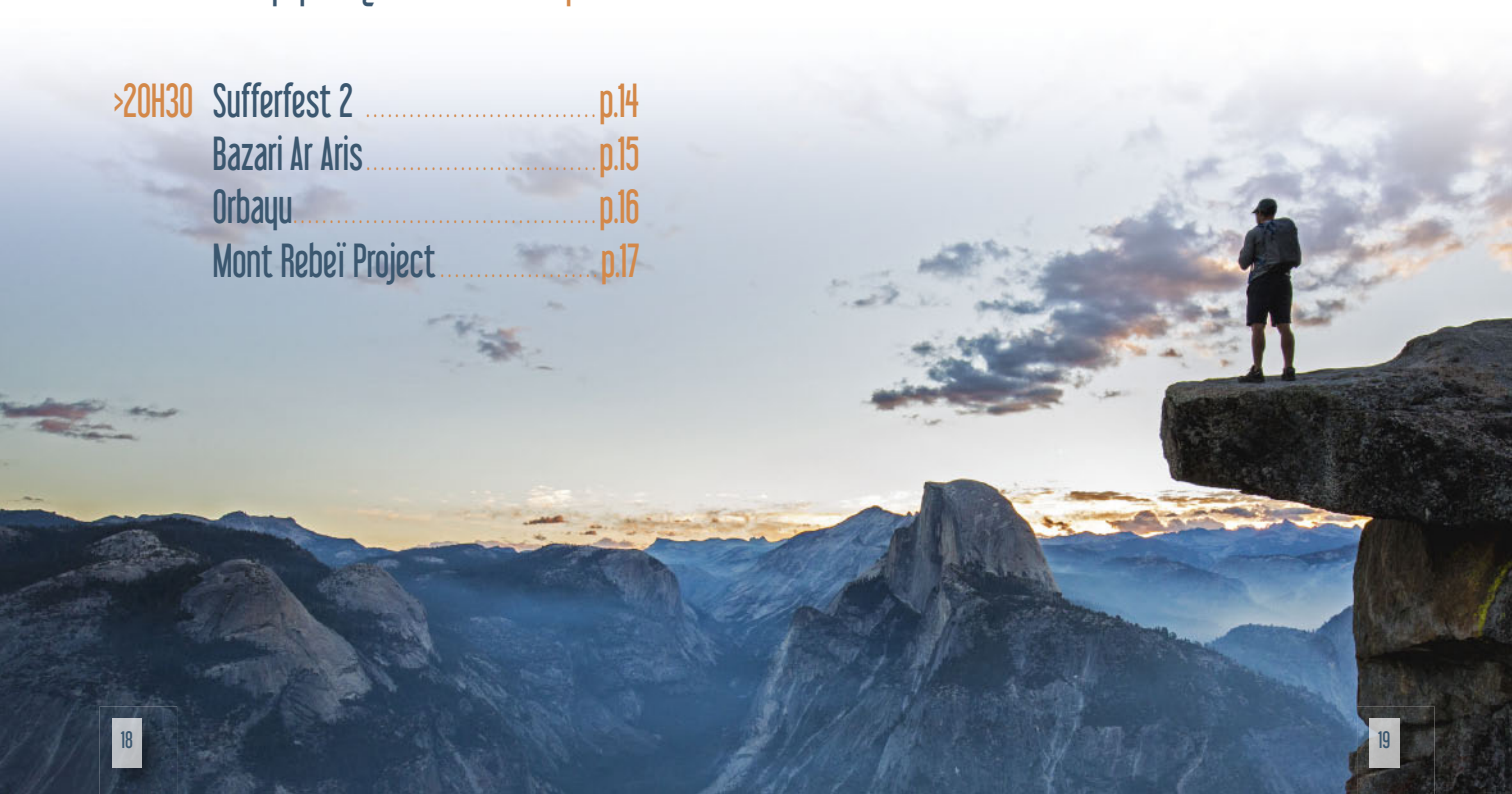 >20H30 Sufferfest 2 ................................ p.14
Bazari Ar Aris ................................ p.15
Orbayu .......................................... p.16
Mont Rebeï Project ...................... p.17
18
19